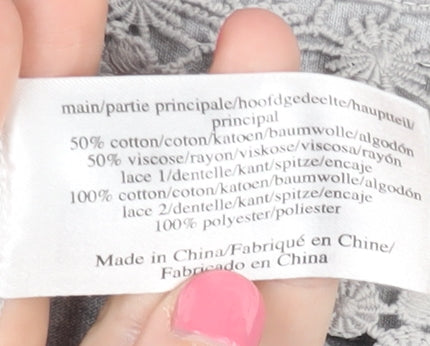 main/partie principale/hoofdgedeelte/hauptteil/
principal
50% cotton/coton/katoen/baumwolle/algodón
50% viscose/rayon/viskose/viscosa/rayón
lace 1/dentelle/kant/spitze/encaje
100% cotton/coton/katoen/baumwolle/algodón
lace 2/dentelle/kant/spitze/encaje
100% polyester/poliester
Made in China/Fabriqué en Chine/
Fabricado en China